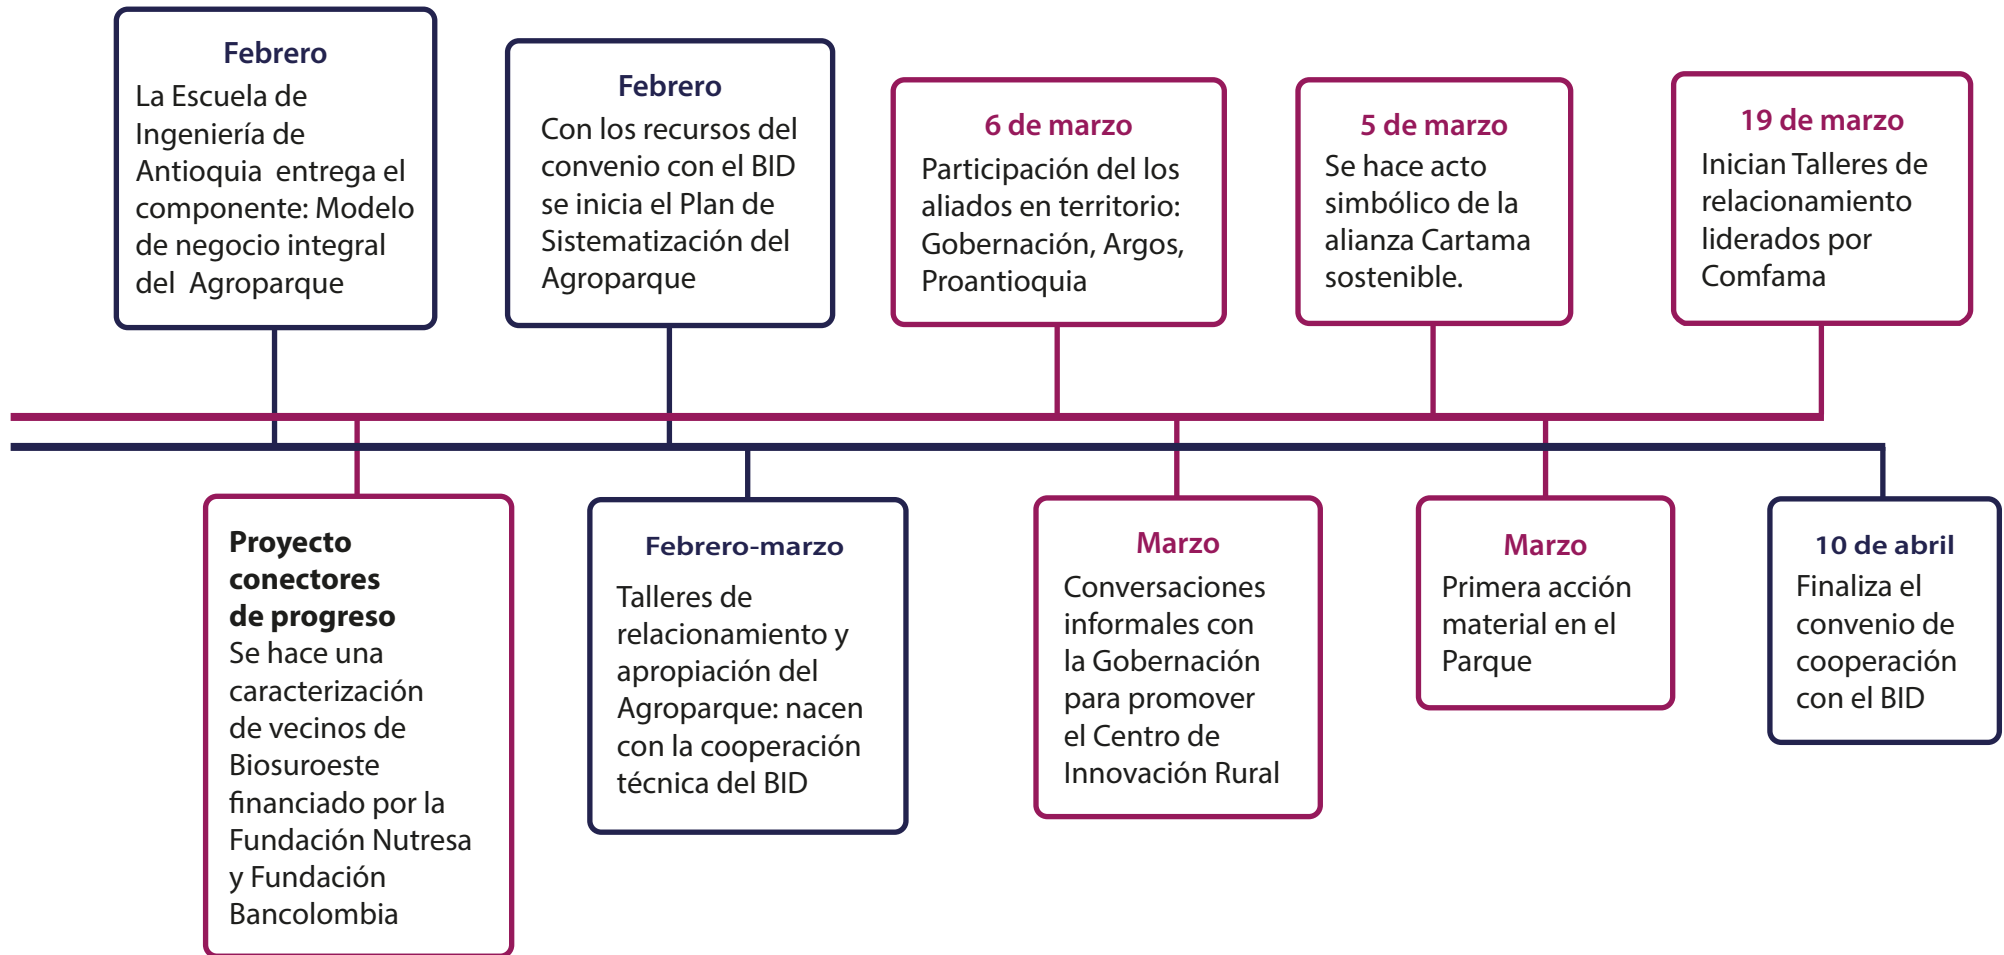 Febrero
La Escuela de
Ingeniería de
Antioquia entrega el
componente: Modelo
de negocio integral
del Agroparque
Febrero
Con los recursos del
convenio con el BID
se inicia el Plan de
Sistematización del
Agroparque
6 de marzo
Participación del los
aliados en territorio:
Gobernación, Argos,
Proantioquia
5 de marzo
Se hace acto
simbólico de la
alianza Cartama
sostenible.
19 de marzo
Inician Talleres de
relacionamiento
liderados por
Comfama
Proyecto
conectores
de progreso
Se hace una
caracterización
de vecinos de
Biosuroeste
financiado por la
Fundación Nutresa
y Fundación
Bancolombia
Febrero-marzo
Talleres de
relacionamiento y
apropiación del
Agroparque: nacen
con la cooperación
técnica del BID
Marzo
Conversaciones
informales con
la Gobernación
para promover
el Centro de
Innovación Rural
Marzo
Primera acción
material en el
Parque
10 de abril
Finaliza el
convenio de
cooperación
con el BID